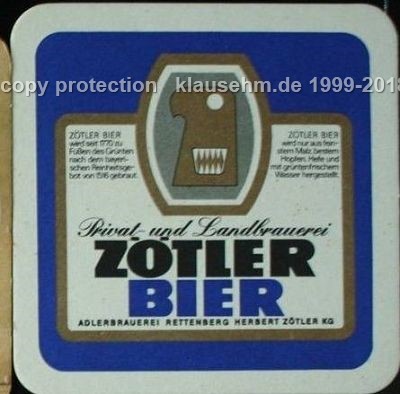 copy protection klausehm.de 1999-2018
ZÖTLER BIER
wird seit 1770 zu
Füßen des Grünten
nach dem bayeri-
schen Reinheitsge-
bot von 1516 gebraut.
ZÖTLER BIER
wird nur aus fein-
stem Malz, bestem
Hopfen, Hefe und
mit grüntenfrischem
Wasser hergestellt.
Privat- und Landbrauerei
ZÖTLER
BIER
ADLERBRAUEREI RETTENBERG HERBERT ZÖTLER KG